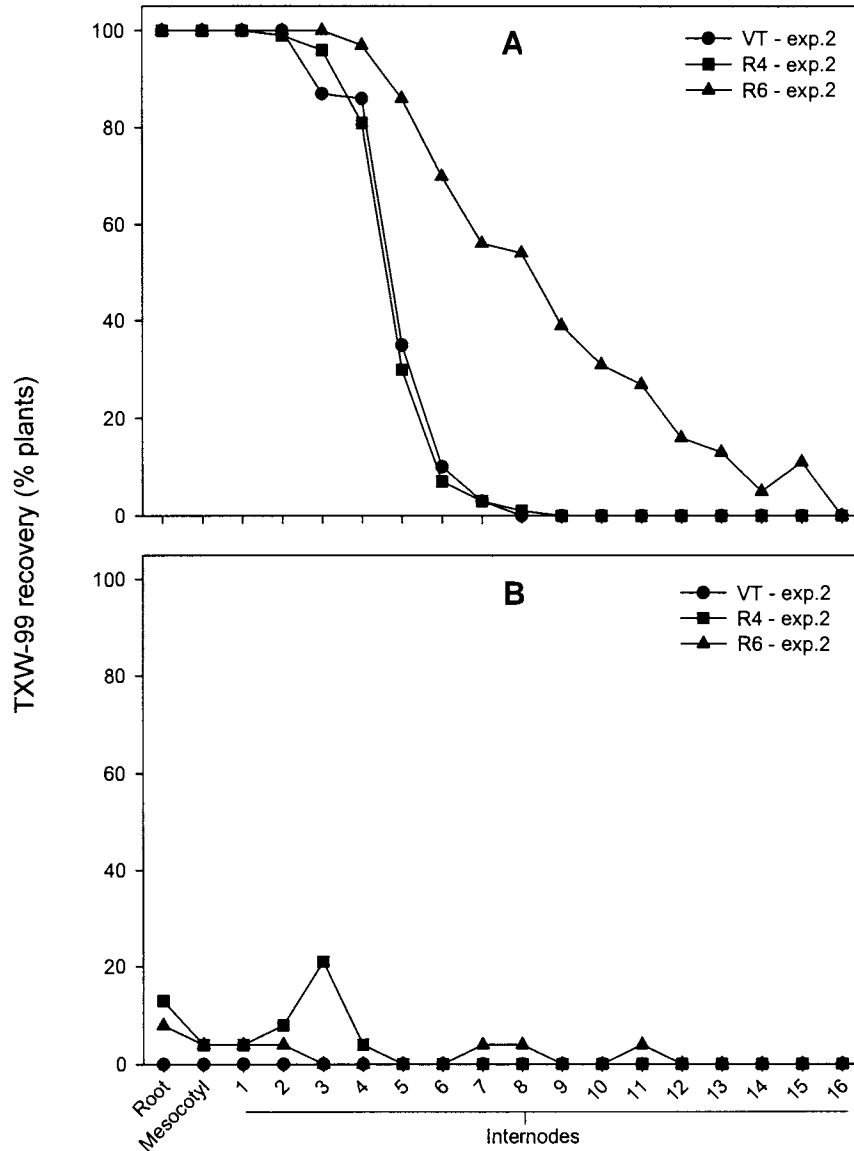 TXW-99 recovery (% plants)
A
VT - exp.2
R4 - exp.2
R6 - exp.2
100
80
60
40
20
0
B
VT - exp.2
R4 - exp.2
R6 - exp.2
100
80
60
40
20
0
Root
Mesocotyl
1
2
3
4
5
6
7
8
9
10
11
12
13
14
15
16
Internodes